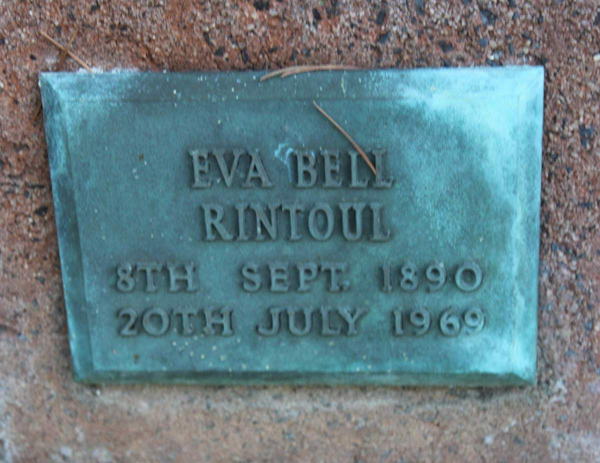 EVA BELL
RINTOUL
8TH SEPT. 1890
20TH JULY 1969